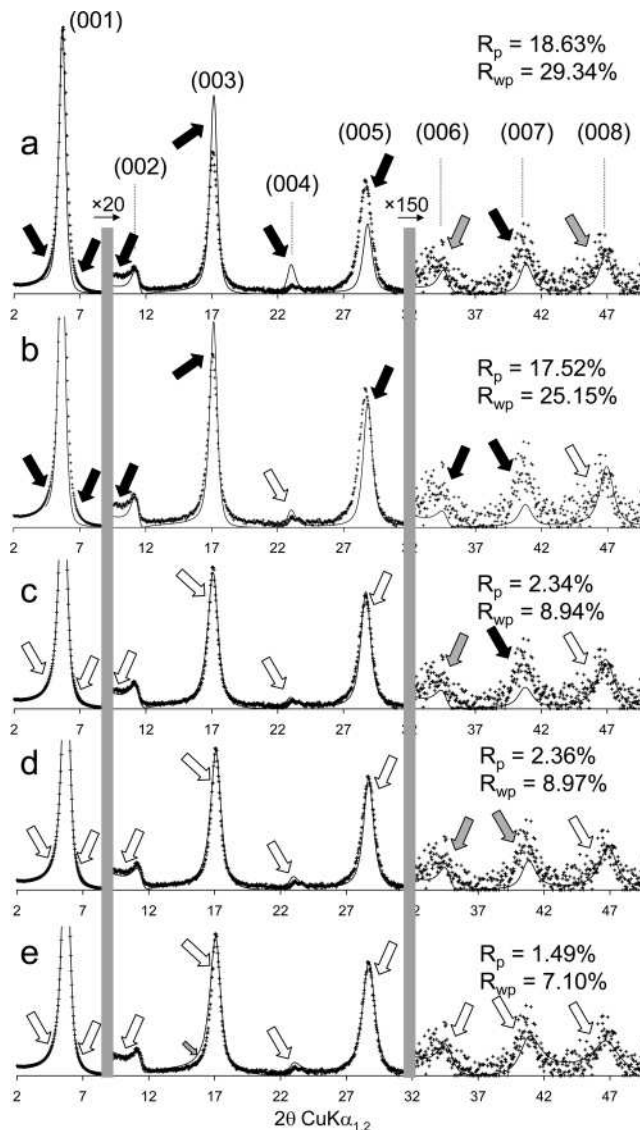 (001)
(003)
(005)
(006)
(007)
(008)
(002)
(004)
R_p = 18.63%
R_wp = 29.34%
a
×20
×150
2 7 12 17 22 27 32 37 41 47
b
R_p = 17.52%
R_wp = 25.15%
2 7 12 17 22 27 32 37 42 47
c
R_p = 2.34%
R_wp = 8.94%
2 7 12 17 22 27 32 37 42 47
d
R_p = 2.36%
R_wp = 8.97%
2 7 12 17 22 27 32 37 42 47
e
R_p = 1.49%
R_wp = 7.10%
2 7 12 17 22 27 32 37 42 47
2θ CuKα1,2